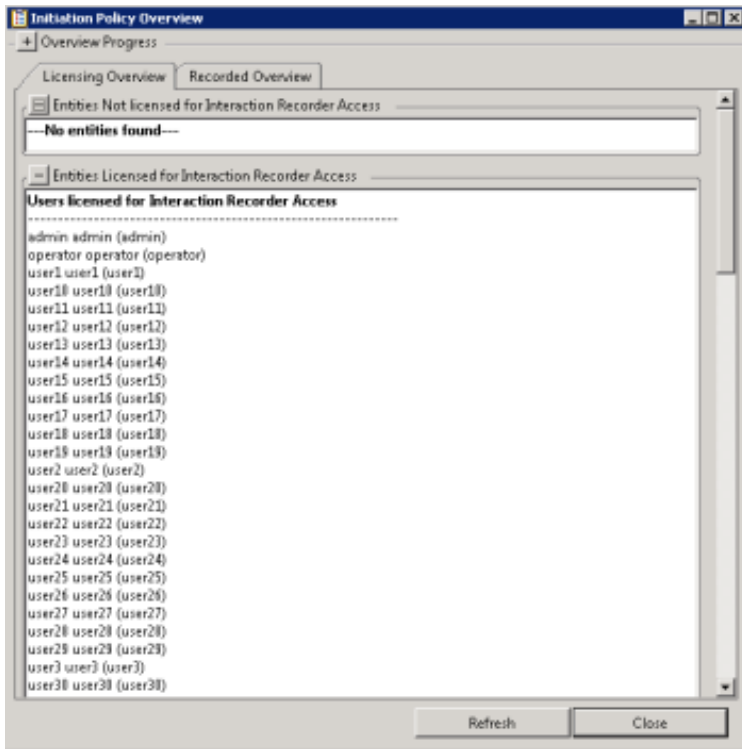 Initiation Policy Overview
+ Overview Progress
Licensing Overview Recorded Overview
Entities Not licensed for Interaction Recorder Access
---No entities found---
Entities Licensed for Interaction Recorder Access
Users licensed for Interaction Recorder Access
------------------------------------------------------------------
admin admin (admin)
operator operator (operator)
user1 user1 (user1)
user10 user10 (user10)
user11 user11 (user11)
user12 user12 (user12)
user13 user13 (user13)
user14 user14 (user14)
user15 user15 (user15)
user16 user16 (user16)
user17 user17 (user17)
user18 user18 (user18)
user19 user19 (user19)
user2 user2 (user2)
user20 user20 (user20)
user21 user21 (user21)
user22 user22 (user22)
user23 user23 (user23)
user24 user24 (user24)
user25 user25 (user25)
user26 user26 (user26)
user27 user27 (user27)
user28 user28 (user28)
user29 user29 (user29)
user3 user3 (user3)
user30 user30 (user30)
Refresh Close